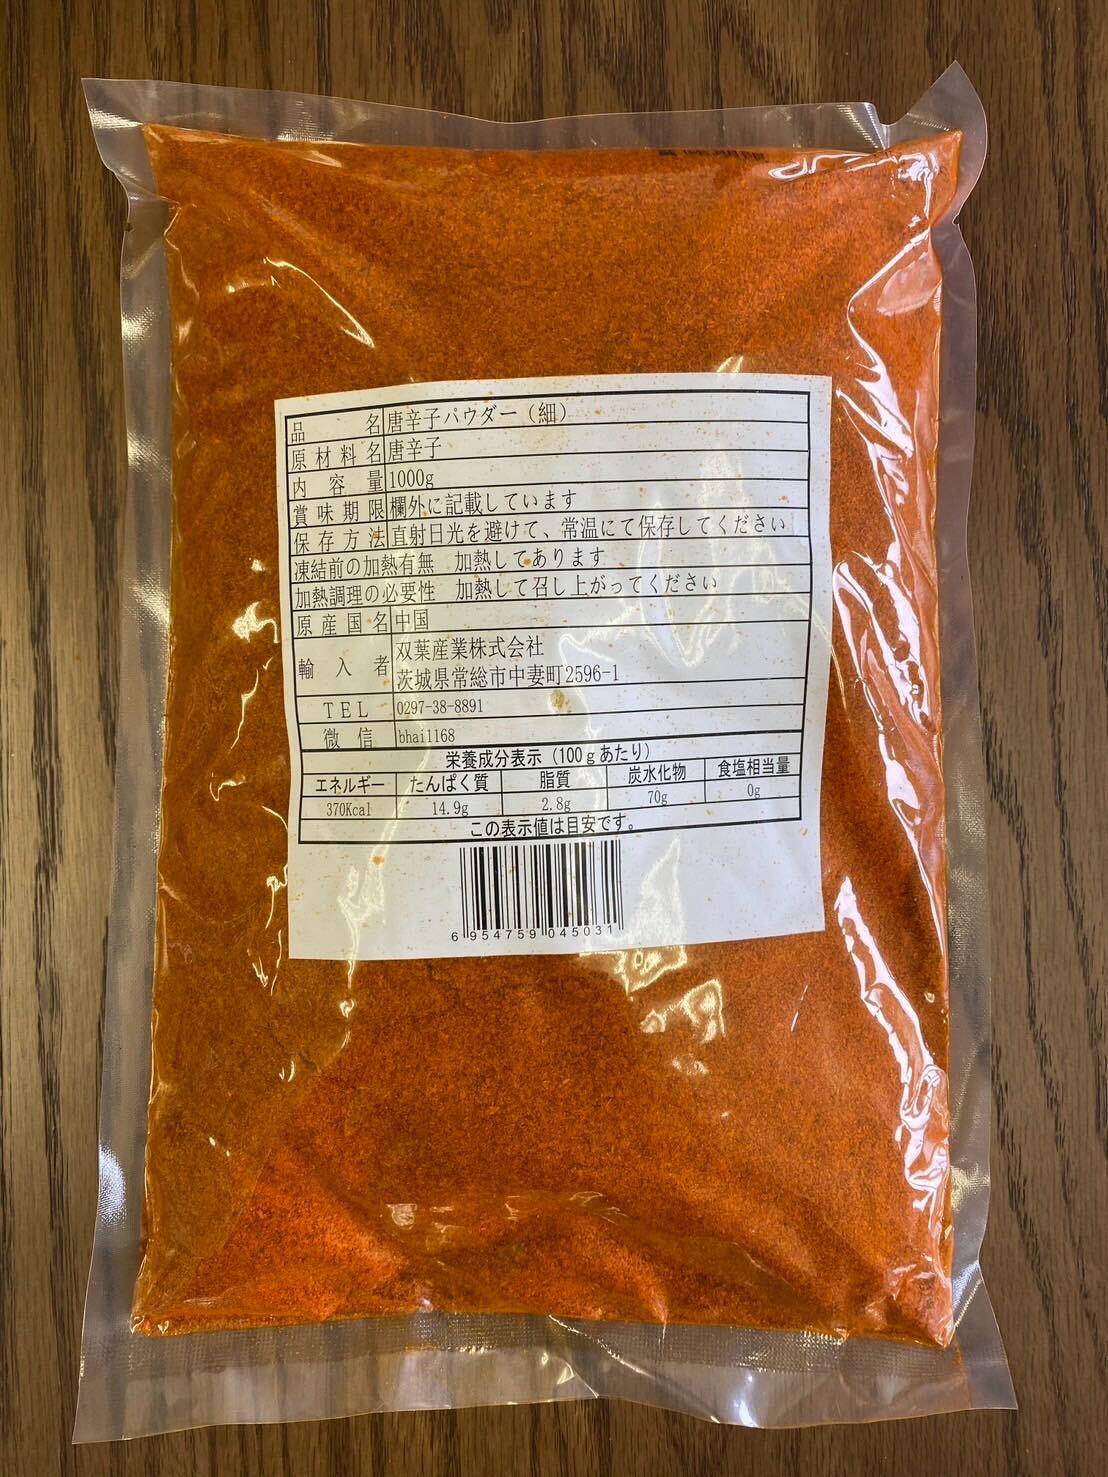 品名 唐辛子パウダー（細）
原材料名 唐辛子
内容量 1000g
賞味期限 欄外に記載しています
保存方法 直射日光を避けて、常温にて保存してください
凍結前の加熱有無 加熱してあります
加熱調理の必要性 加熱して召し上がってください
原産国名 中国
輸入者 双葉産業株式会社
茨城県常総市中妻町2596-1
TEL 0297-38-8891
微信 bhai1168
栄養成分表示（100gあたり）
エネルギー たんぱく質 脂質 炭水化物 食塩相当量
370Kcal 14.9g 2.8g 70g 0g
この表示値は目安です。
6 954759 045031